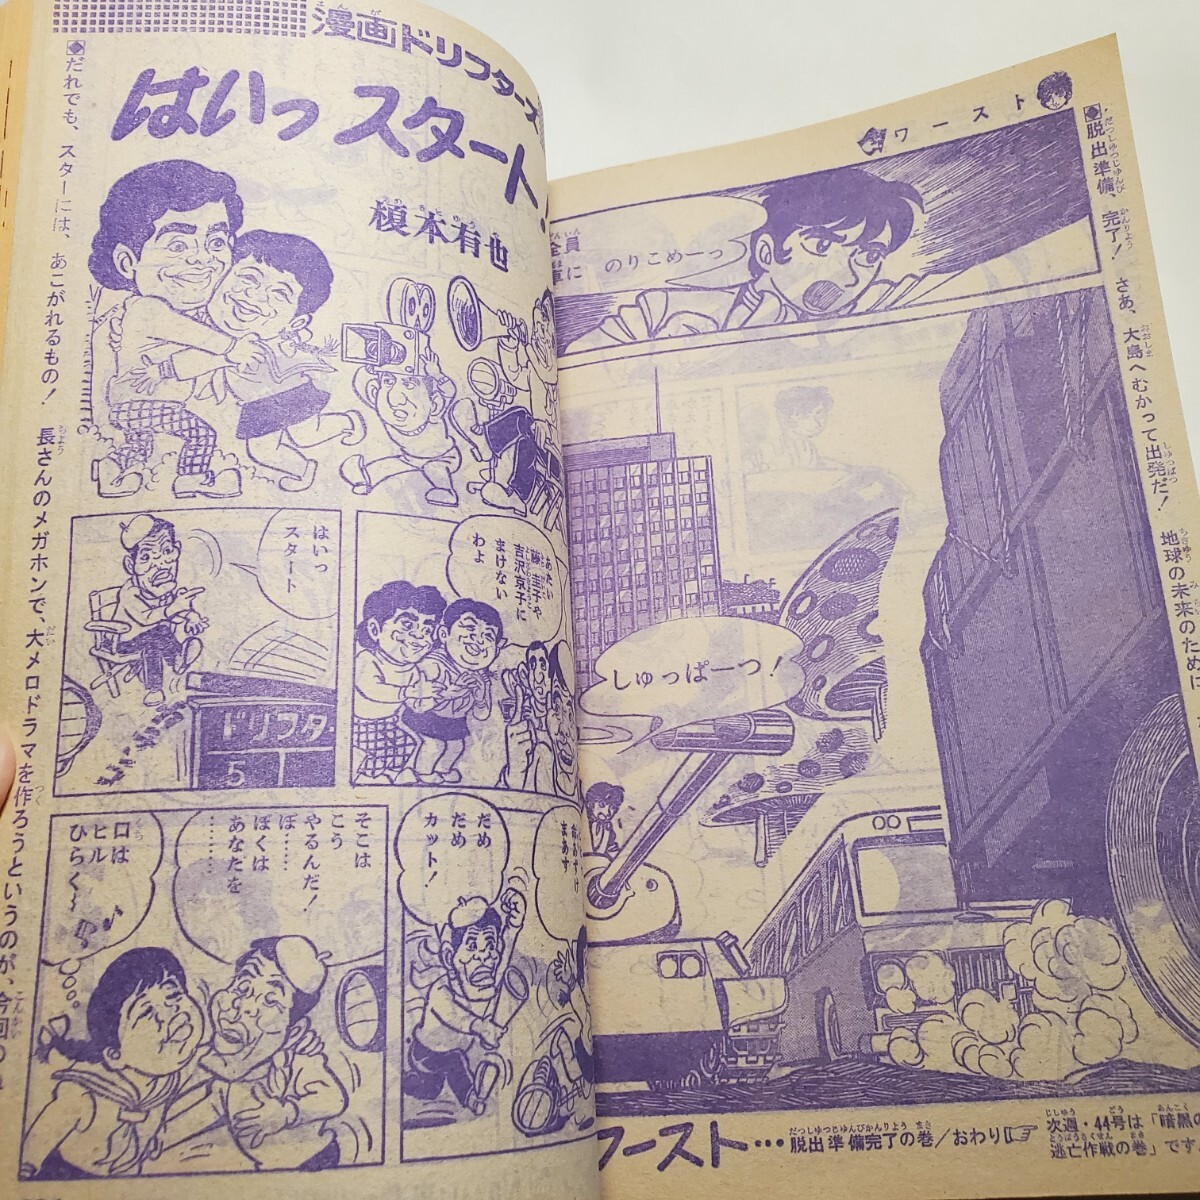 ワースト
◆脱出準備、完了！ さあ、大島へむかって出発だ！ 地球の未来のために
全員
車に のりこめーっ
しゅっぱーつ！
ワースト…脱出準備完了の巻／おわり
次週・44号は「暗黒の
逃亡作戦の巻」です
漫画ドリフターズ
はいっスタート！
榎本有也
◆だれでも、スターには、あこがれるもの！ 長さんのメガホンで、大メロドラマを作ろうというのが、今回の
あたい
藤圭子や
吉沢京子に
まけない
わよ
はいっ
スタート
ドリフタ
5
まあす
だめ
だめ
カット！
そこは
こう
やるんだ！
ぼ……
ぼくは
あなたを
………
口は
ヒル
ひらく〜